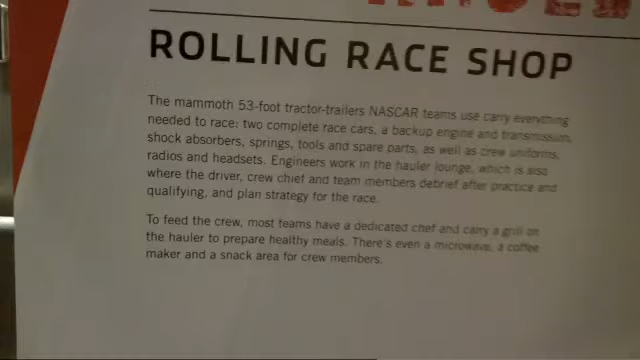 ROLLING RACE SHOP
The mammoth 53-foot tractor-trailers NASCAR teams use carry everything
needed to race: two complete race cars, a backup engine and transmission,
shock absorbers, springs, tools and spare parts, as well as crew uniforms,
radios and headsets. Engineers work in the hauler lounge, which is also
where the driver, crew chief and team members debrief after practice and
qualifying, and plan strategy for the race.
To feed the crew, most teams have a dedicated chef and carry a grill on
the hauler to prepare healthy meals. There's even a microwave, a coffee
maker and a snack area for crew members.